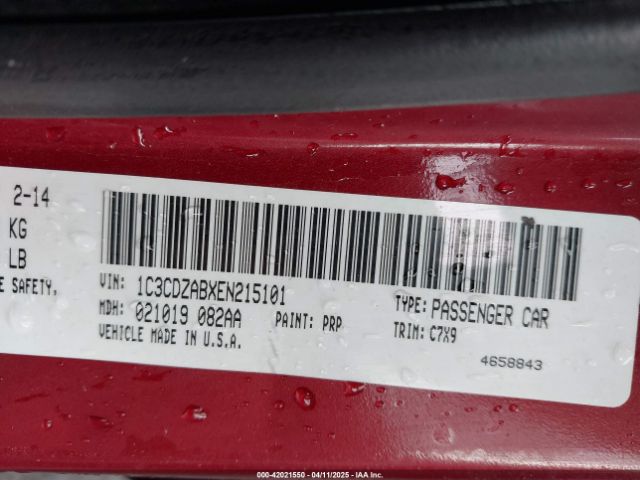 2-14
KG
LB
E SAFETY.
VIN: 1C3CDZABXEN215101
MDH: 021019 082AA PAINT: PRP
VEHICLE MADE IN U.S.A.
TYPE: PASSENGER CAR
TRIM: C7X9
4658843
000-42021550 - 04/11/2025 - IAA Inc.